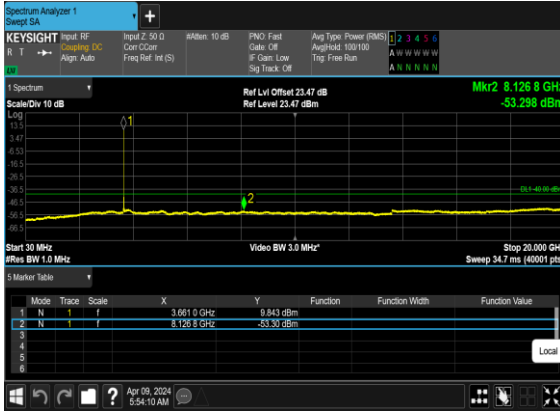 Spectrum Analyzer 1
Swept SA
+
KEYSIGHT Input: RF Input Z: 50 Ω #Atten: 10 dB PNO: Fast Avg Type: Power (RMS) 1 2 3 4 5 6
R T Coupling: DC Corr CCorr Gate: Off Avg|Hold: 100/100 A W W W W W
Align: Auto Freq Ref: Int (S) IF Gain: Low Trig: Free Run
Sig Track: Off A N N N N N
1 Spectrum Ref Lvl Offset 23.47 dB Mkr2 8.126 8 GHz
Scale/Div 10 dB Ref Level 23.47 dBm -53.298 dBm
Log
13.5
3.47
-6.53
-16.5
-26.5
-36.5
-46.5
-56.5
-66.5
1
2
DL1 -40.00 dBm
Start 30 MHz Video BW 3.0 MHz* Stop 20.000 GHz
#Res BW 1.0 MHz Sweep 34.7 ms (40001 pts)
5 Marker Table
Mode Trace Scale X Y Function Function Width Function Value
1 N 1 f 3.661 0 GHz 9.843 dBm
2 N 1 f 8.126 8 GHz -53.30 dBm
3
4
5
6
Local
? Apr 09, 2024
5:54:10 AM